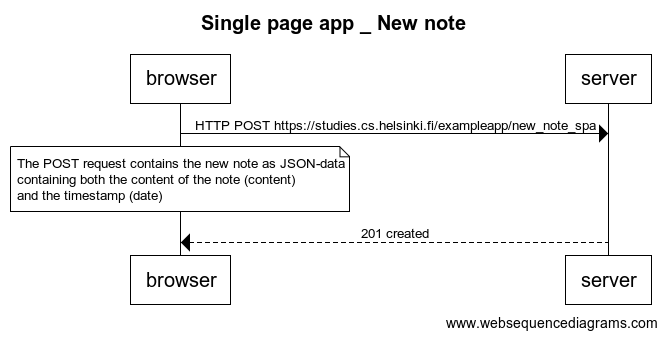 Single page app _ New note
browser
server
HTTP POST https://studies.cs.helsinki.fi/exampleapp/new_note_spa
The POST request contains the new note as JSON-data
containing both the content of the note (content)
and the timestamp (date)
201 created
browser
server
www.websequencediagrams.com